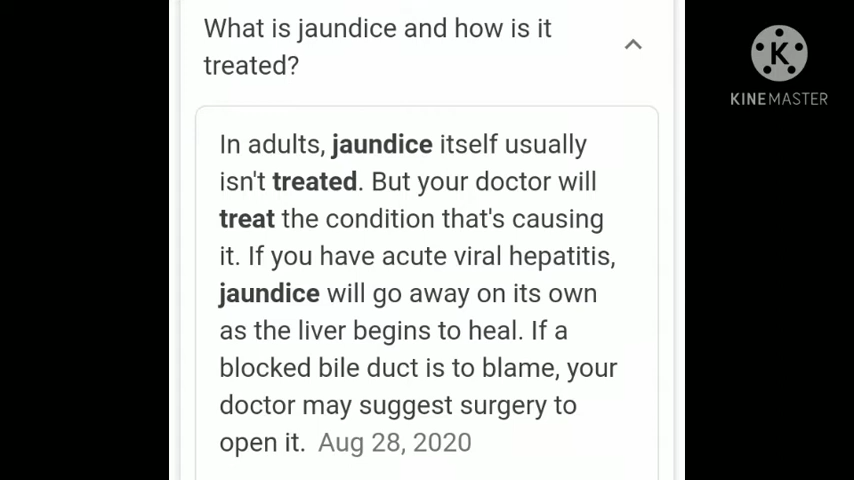 What is jaundice and how is it
treated?
K
KINEMASTER
In adults, jaundice itself usually
isn't treated. But your doctor will
treat the condition that's causing
it. If you have acute viral hepatitis,
jaundice will go away on its own
as the liver begins to heal. If a
blocked bile duct is to blame, your
doctor may suggest surgery to
open it. Aug 28, 2020